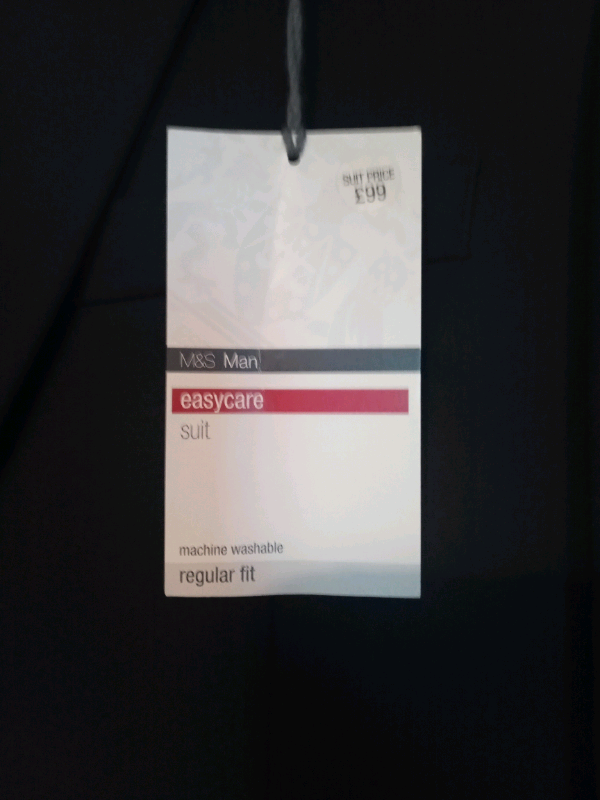 SUIT PRICE
£99
M&S Man
easycare
suit
machine washable
regular fit